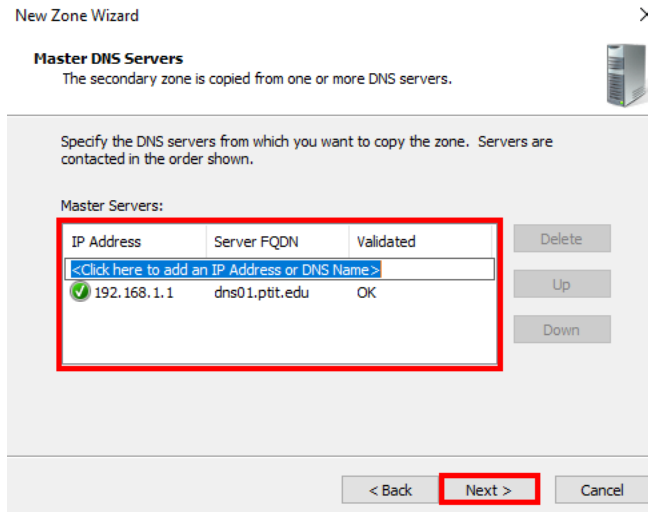 New Zone Wizard
Master DNS Servers
The secondary zone is copied from one or more DNS servers.
Specify the DNS servers from which you want to copy the zone. Servers are
contacted in the order shown.
Master Servers:
IP Address Server FQDN Validated
<Click here to add an IP Address or DNS Name>
192.168.1.1 dns01.ptit.edu OK
Delete
Up
Down
< Back Next > Cancel